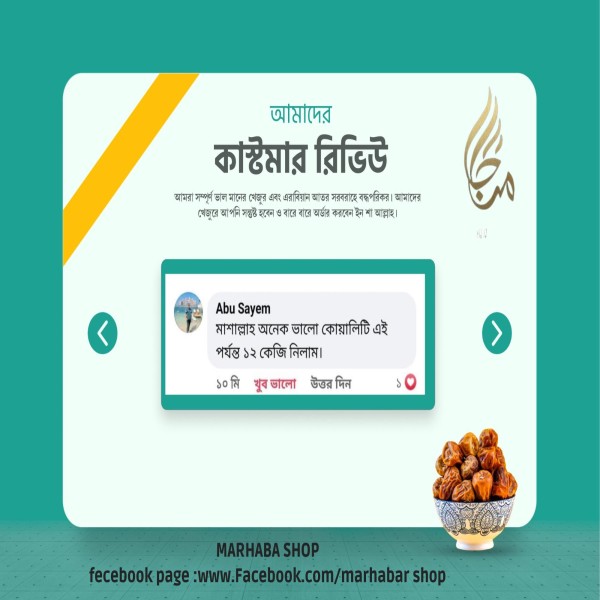 আমাদের
কাস্টমার রিভিউ
আমরা সম্পূর্ণ ভাল মানের খেজুর এবং এরাবিয়ান আতর সরবরাহে বদ্ধপরিকর। আমাদের
খেজুরে আপনি সন্তুষ্ট হবেন ও বারে বারে অর্ডার করবেন ইন শা আল্লাহ।
Abu Sayem
মাশাল্লাহ অনেক ভালো কোয়ালিটি এই
পর্যন্ত ১২ কেজি নিলাম।
১০ মি খুব ভালো উত্তর দিন ১
MARHABA SHOP
fecebook page :www.Facebook.com/marhabar shop